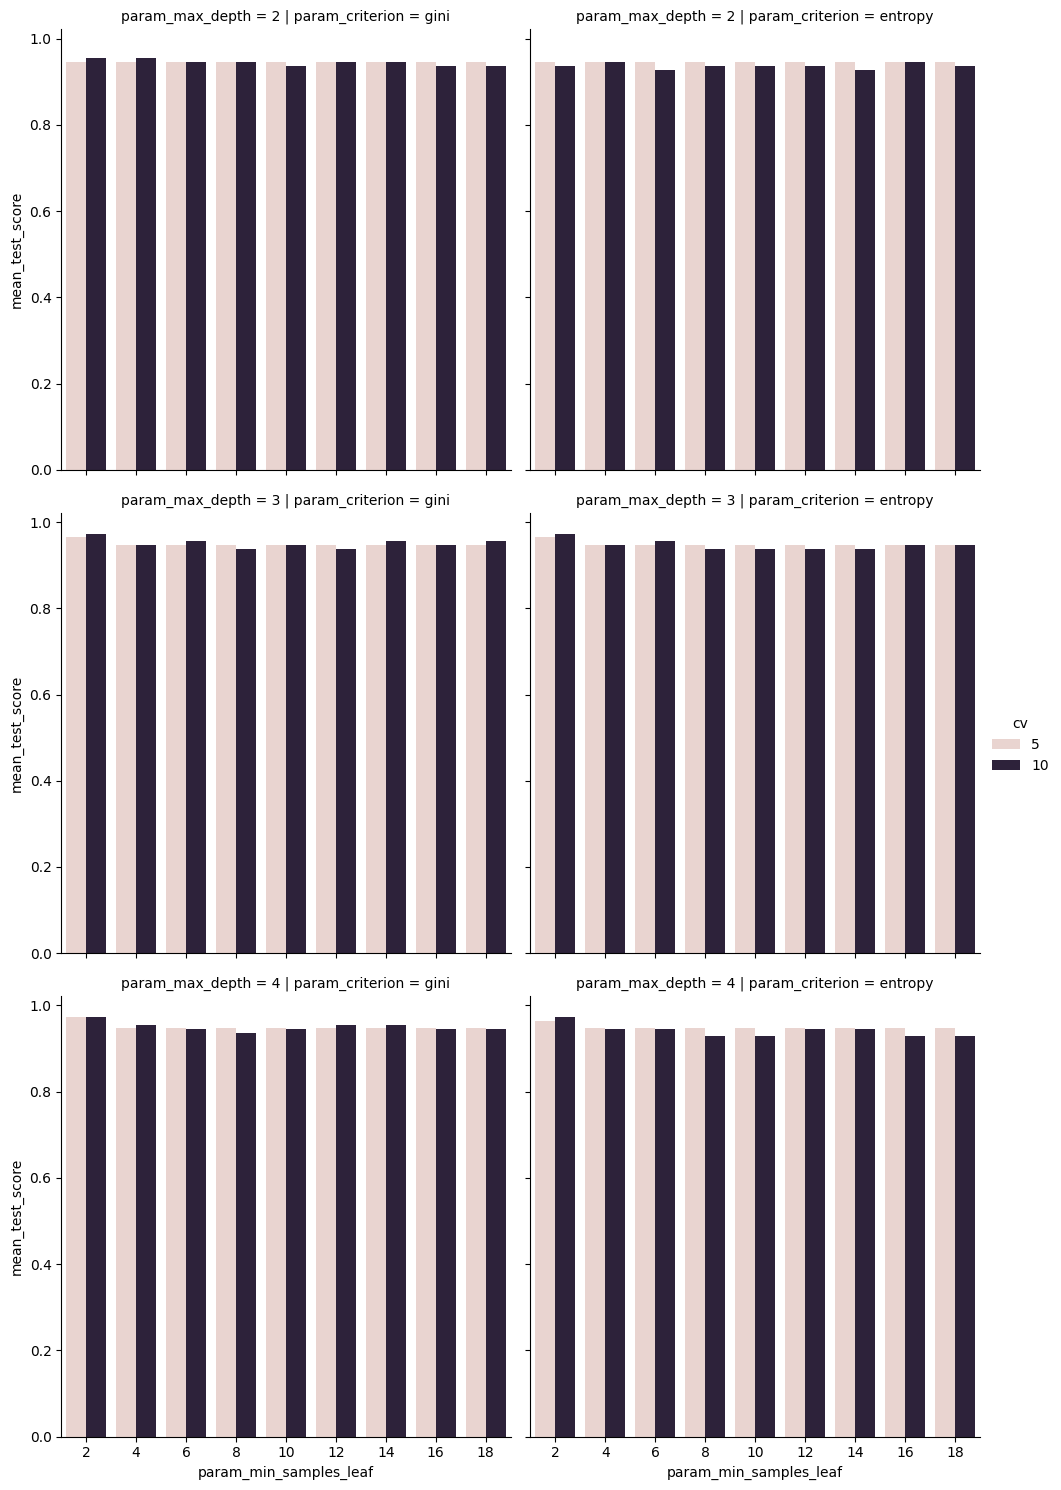 param_max_depth = 2 | param_criterion = gini
param_max_depth = 2 | param_criterion = entropy
1.0
0.8
0.6
0.4
0.2
0.0
mean_test_score
param_max_depth = 3 | param_criterion = gini
param_max_depth = 3 | param_criterion = entropy
1.0
0.8
0.6
0.4
0.2
0.0
mean_test_score
cv
5
10
param_max_depth = 4 | param_criterion = gini
param_max_depth = 4 | param_criterion = entropy
1.0
0.8
0.6
0.4
0.2
0.0
mean_test_score
2 4 6 8 10 12 14 16 18
2 4 6 8 10 12 14 16 18
param_min_samples_leaf
param_min_samples_leaf